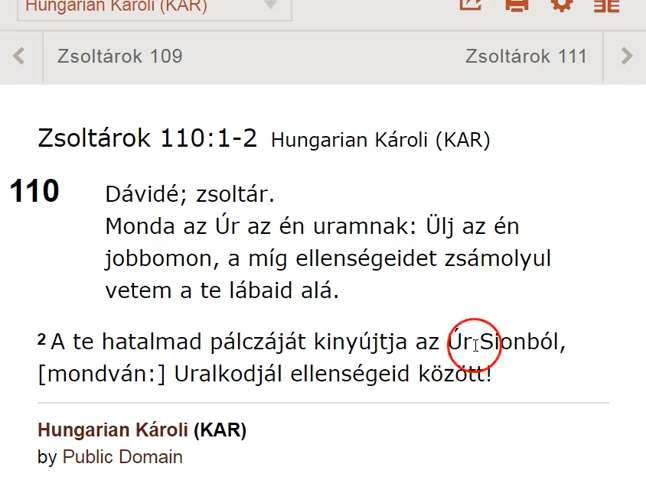 Hungarian Károli (KAR)
Zsoltárok 109
Zsoltárok 111
Zsoltárok 110:1-2 Hungarian Károli (KAR)
110 Dávidé; zsoltár.
Monda az Úr az én uramnak: Ülj az én
jobbomon, a míg ellenségeidet zsámolyul
vetem a te lábaid alá.
2 A te hatalmad pálczáját kinyújtja az Úr Sionból,
[mondván:] Uralkodjál ellenségeid között!
Hungarian Károli (KAR)
by Public Domain